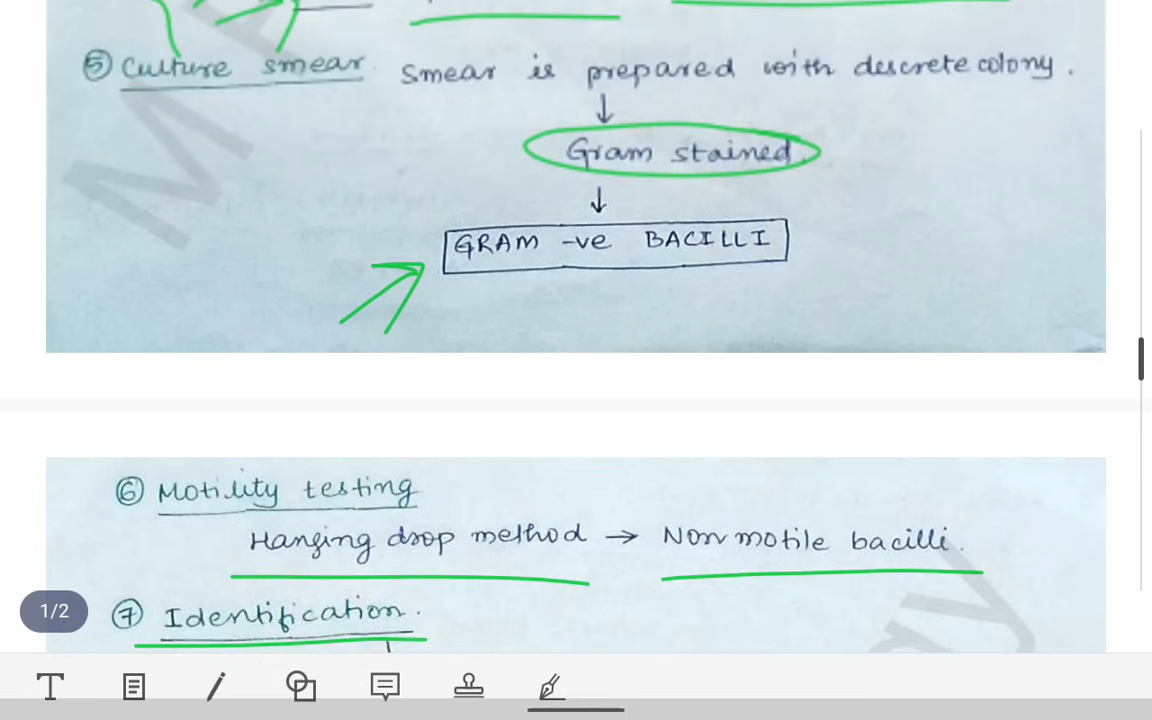 ⑤ Culture smear. Smear is prepared with descrete colony.
↓
Gram stained.
↓
GRAM -ve BACILLI
⑥ Motility testing
Hanging drop method → Non motile bacilli.
1/2
⑦ Identification.
T